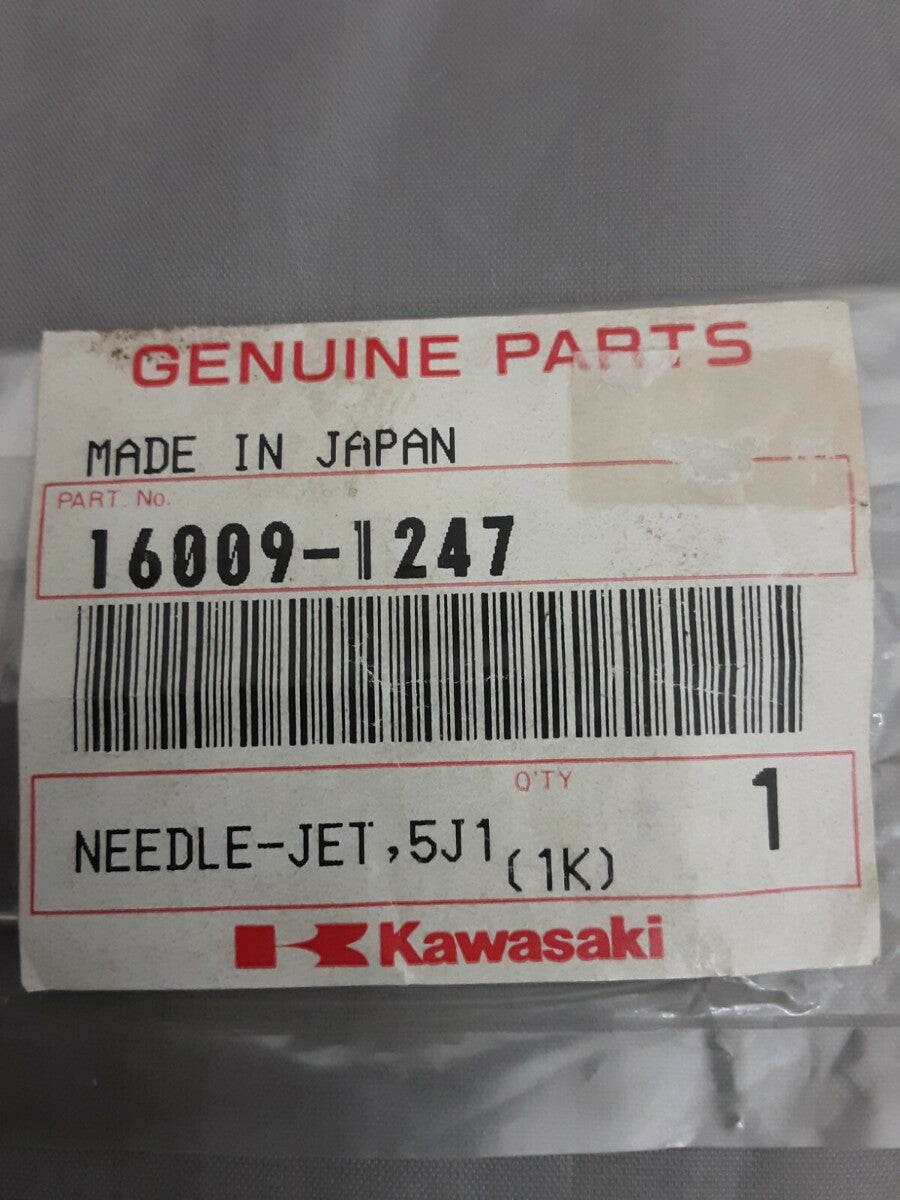 GENUINE PARTS
MADE IN JAPAN
PART No.
16009-1247
Q'TY 1
NEEDLE-JET,5J1 (1K)
Kawasaki